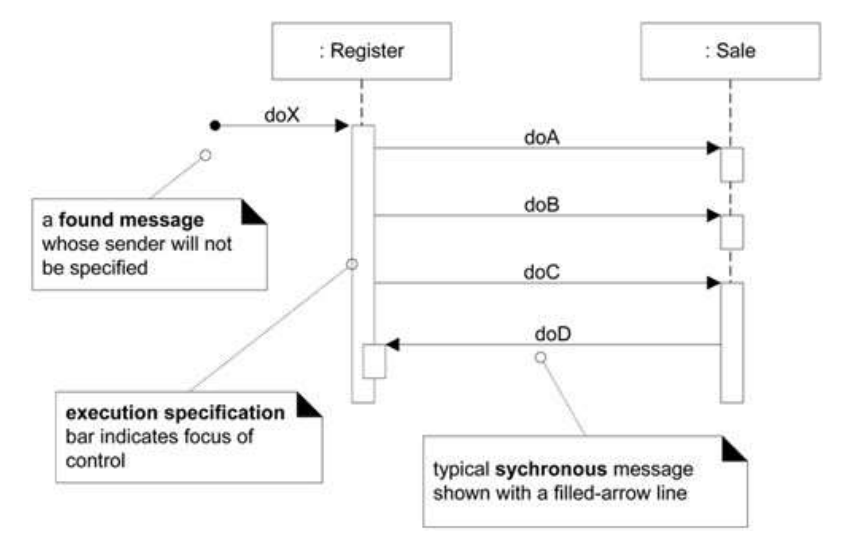 : Register
: Sale
doX
doA
a found message
whose sender will not
be specified
doB
doC
doD
execution specification
bar indicates focus of
control
typical sychronous message
shown with a filled-arrow line